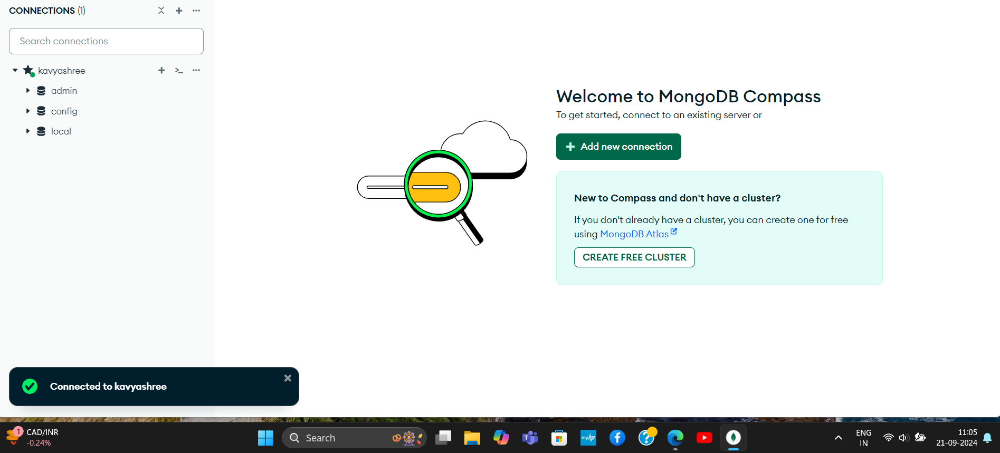 CONNECTIONS (1)
Search connections
kavyashree
admin
config
local
Welcome to MongoDB Compass
To get started, connect to an existing server or
Add new connection
New to Compass and don't have a cluster?
If you don't already have a cluster, you can create one for free
using MongoDB Atlas
CREATE FREE CLUSTER
Connected to kavyashree
1
CAD/INR
-0.24%
Search
myhp
ENG
IN
11:05
21-09-2024